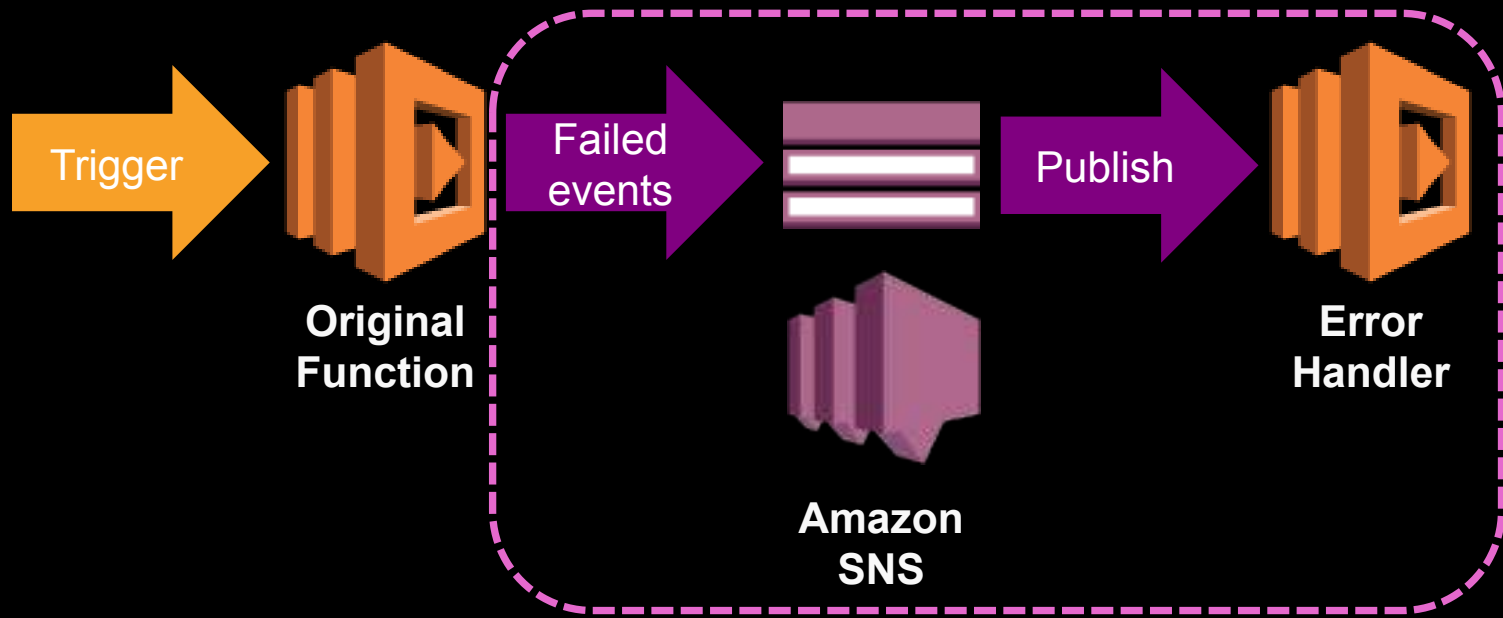 Trigger
Original
Function
Failed
events
Amazon
SNS
Publish
Error
Handler